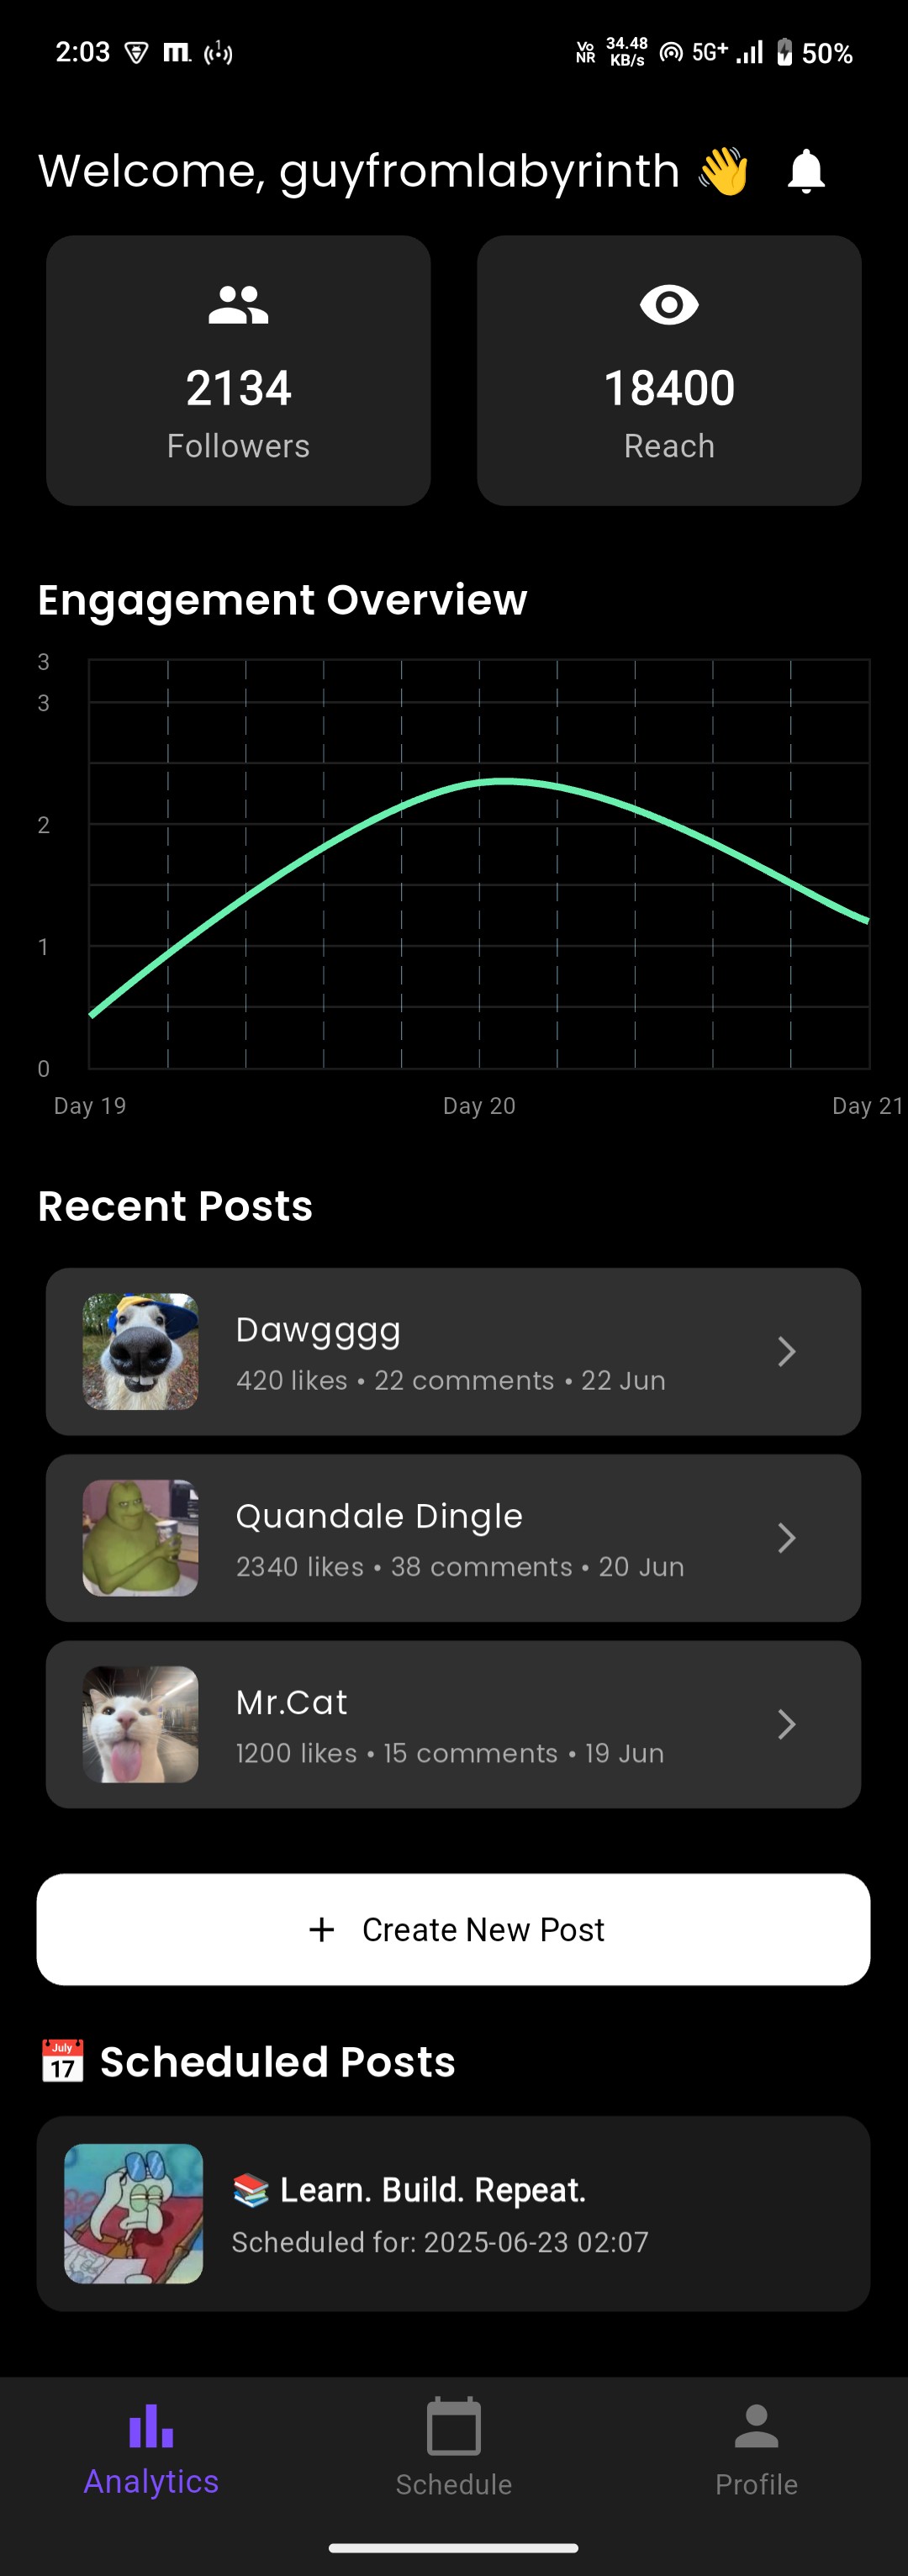 2:03 m. 1 Vo NR 34.48 KB/s 5G+ 50%
Welcome, guyfromlabyrinth 👋
2134
Followers
18400
Reach
Engagement Overview
3
3
2
1
0
Day 19 Day 20 Day 21
Recent Posts
Dawgggg
420 likes • 22 comments • 22 Jun
Quandale Dingle
2340 likes • 38 comments • 20 Jun
Mr.Cat
1200 likes • 15 comments • 19 Jun
+ Create New Post
📅 Scheduled Posts
📚 Learn. Build. Repeat.
Scheduled for: 2025-06-23 02:07
Analytics Schedule Profile